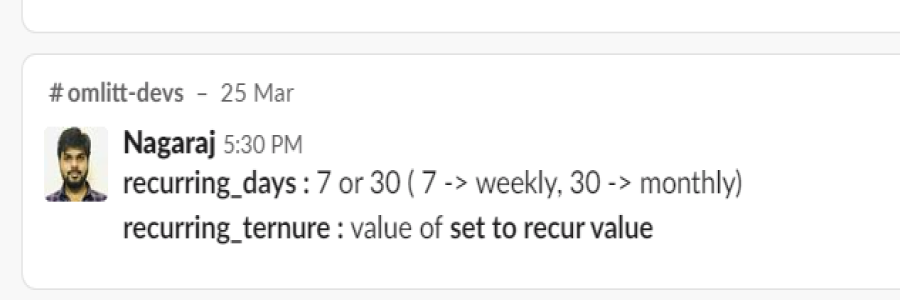 # omlitt-devs – 25 Mar
Nagaraj 5:30 PM
recurring_days : 7 or 30 ( 7 -> weekly, 30 -> monthly)
recurring_ternure : value of set to recur value